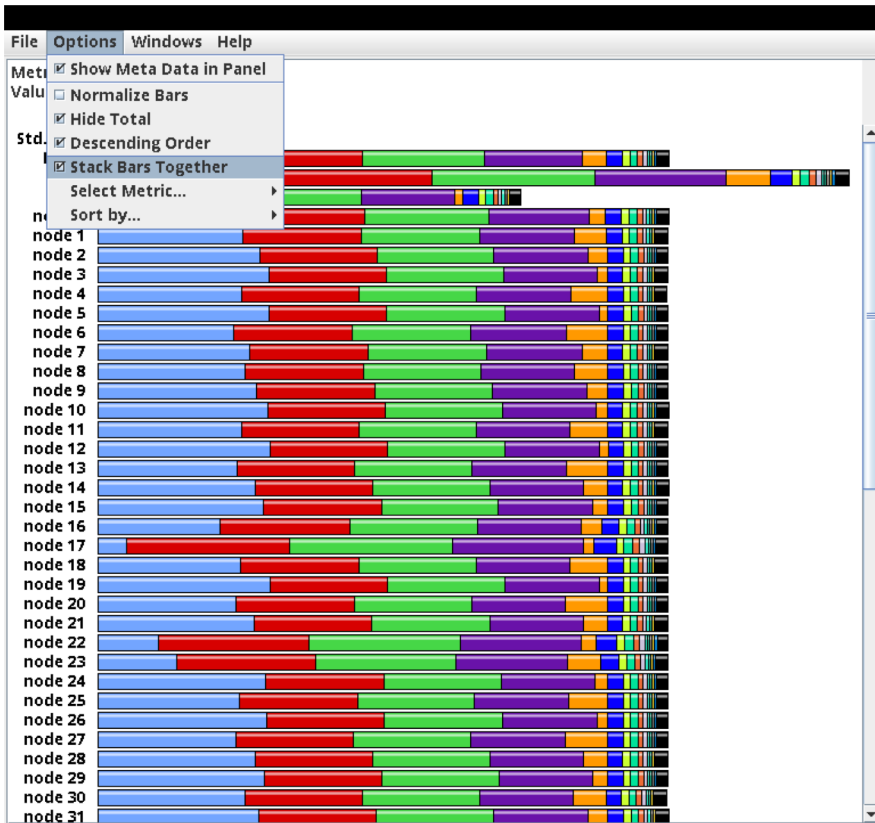 File Options Windows Help
Show Meta Data in Panel
Normalize Bars
Hide Total
Descending Order
Stack Bars Together
Select Metric...
Sort by...
Std.
node 1
node 2
node 3
node 4
node 5
node 6
node 7
node 8
node 9
node 10
node 11
node 12
node 13
node 14
node 15
node 16
node 17
node 18
node 19
node 20
node 21
node 22
node 23
node 24
node 25
node 26
node 27
node 28
node 29
node 30
node 31